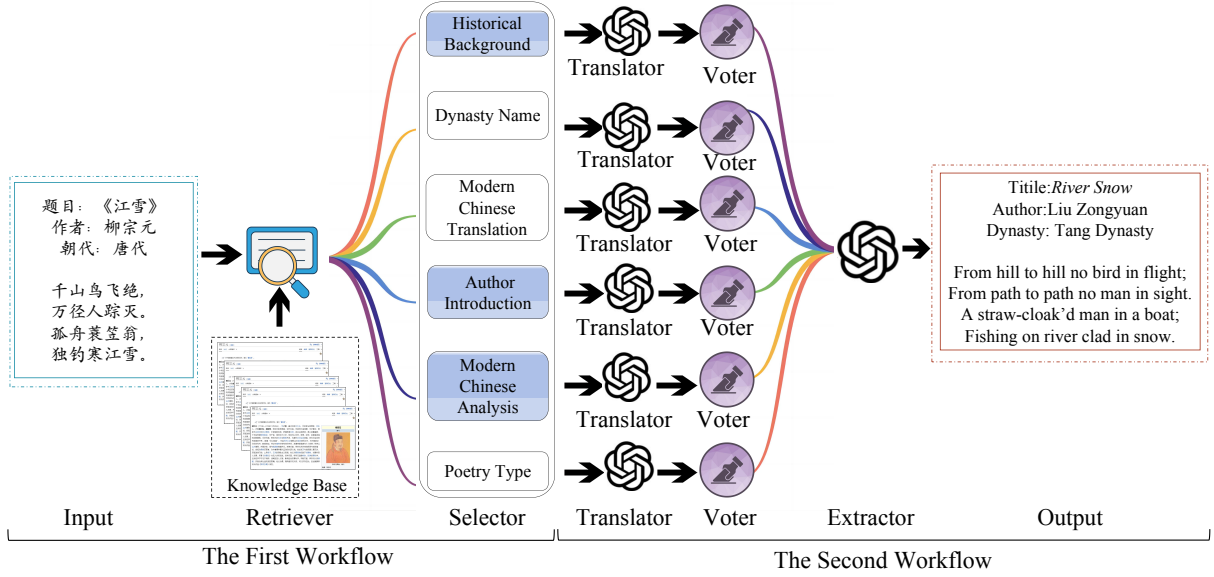 题目：《江雪》
作者：柳宗元
朝代：唐代
千山鸟飞绝，
万径人踪灭。
孤舟蓑笠翁，
独钓寒江雪。
Knowledge Base
Historical
Background
Dynasty Name
Modern
Chinese
Translation
Author
Introduction
Modern
Chinese
Analysis
Poetry Type
Translator
Voter
Translator
Voter
Translator
Voter
Translator
Voter
Translator
Voter
Titile:River Snow
Author:Liu Zongyuan
Dynasty: Tang Dynasty
From hill to hill no bird in flight;
From path to path no man in sight.
A straw-cloak’d man in a boat;
Fishing on river clad in snow.
Input
Retriever
Selector
Translator
Voter
Extractor
Output
The First Workflow
The Second Workflow